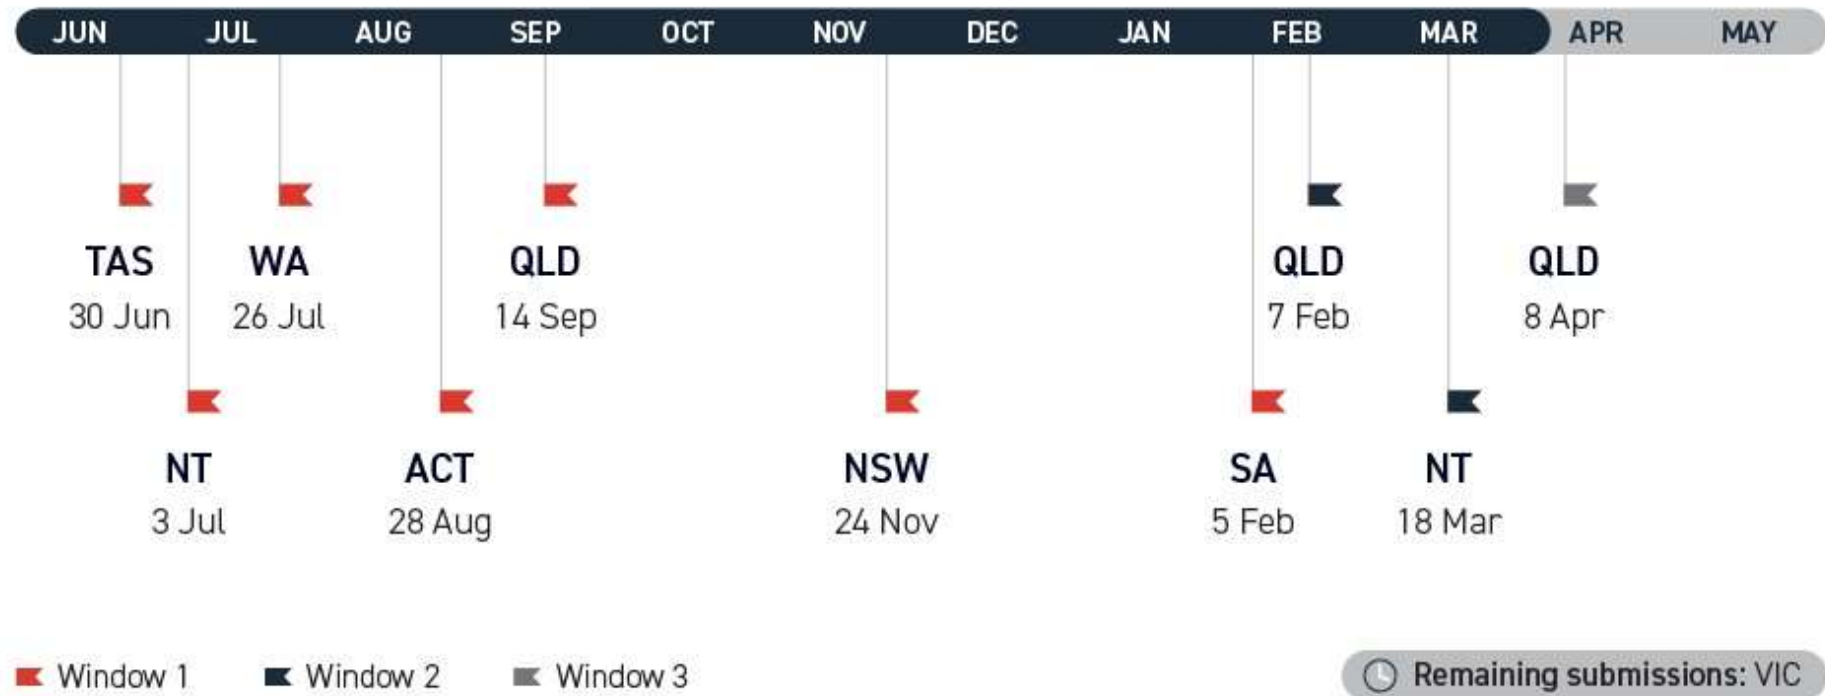 JUN JUL AUG SEP OCT NOV DEC JAN FEB MAR APR MAY
TAS WA QLD QLD QLD
30 Jun 26 Jul 14 Sep 7 Feb 8 Apr
NT ACT NSW SA NT
3 Jul 28 Aug 24 Nov 5 Feb 18 Mar
Window 1 Window 2 Window 3 Remaining submissions: VIC